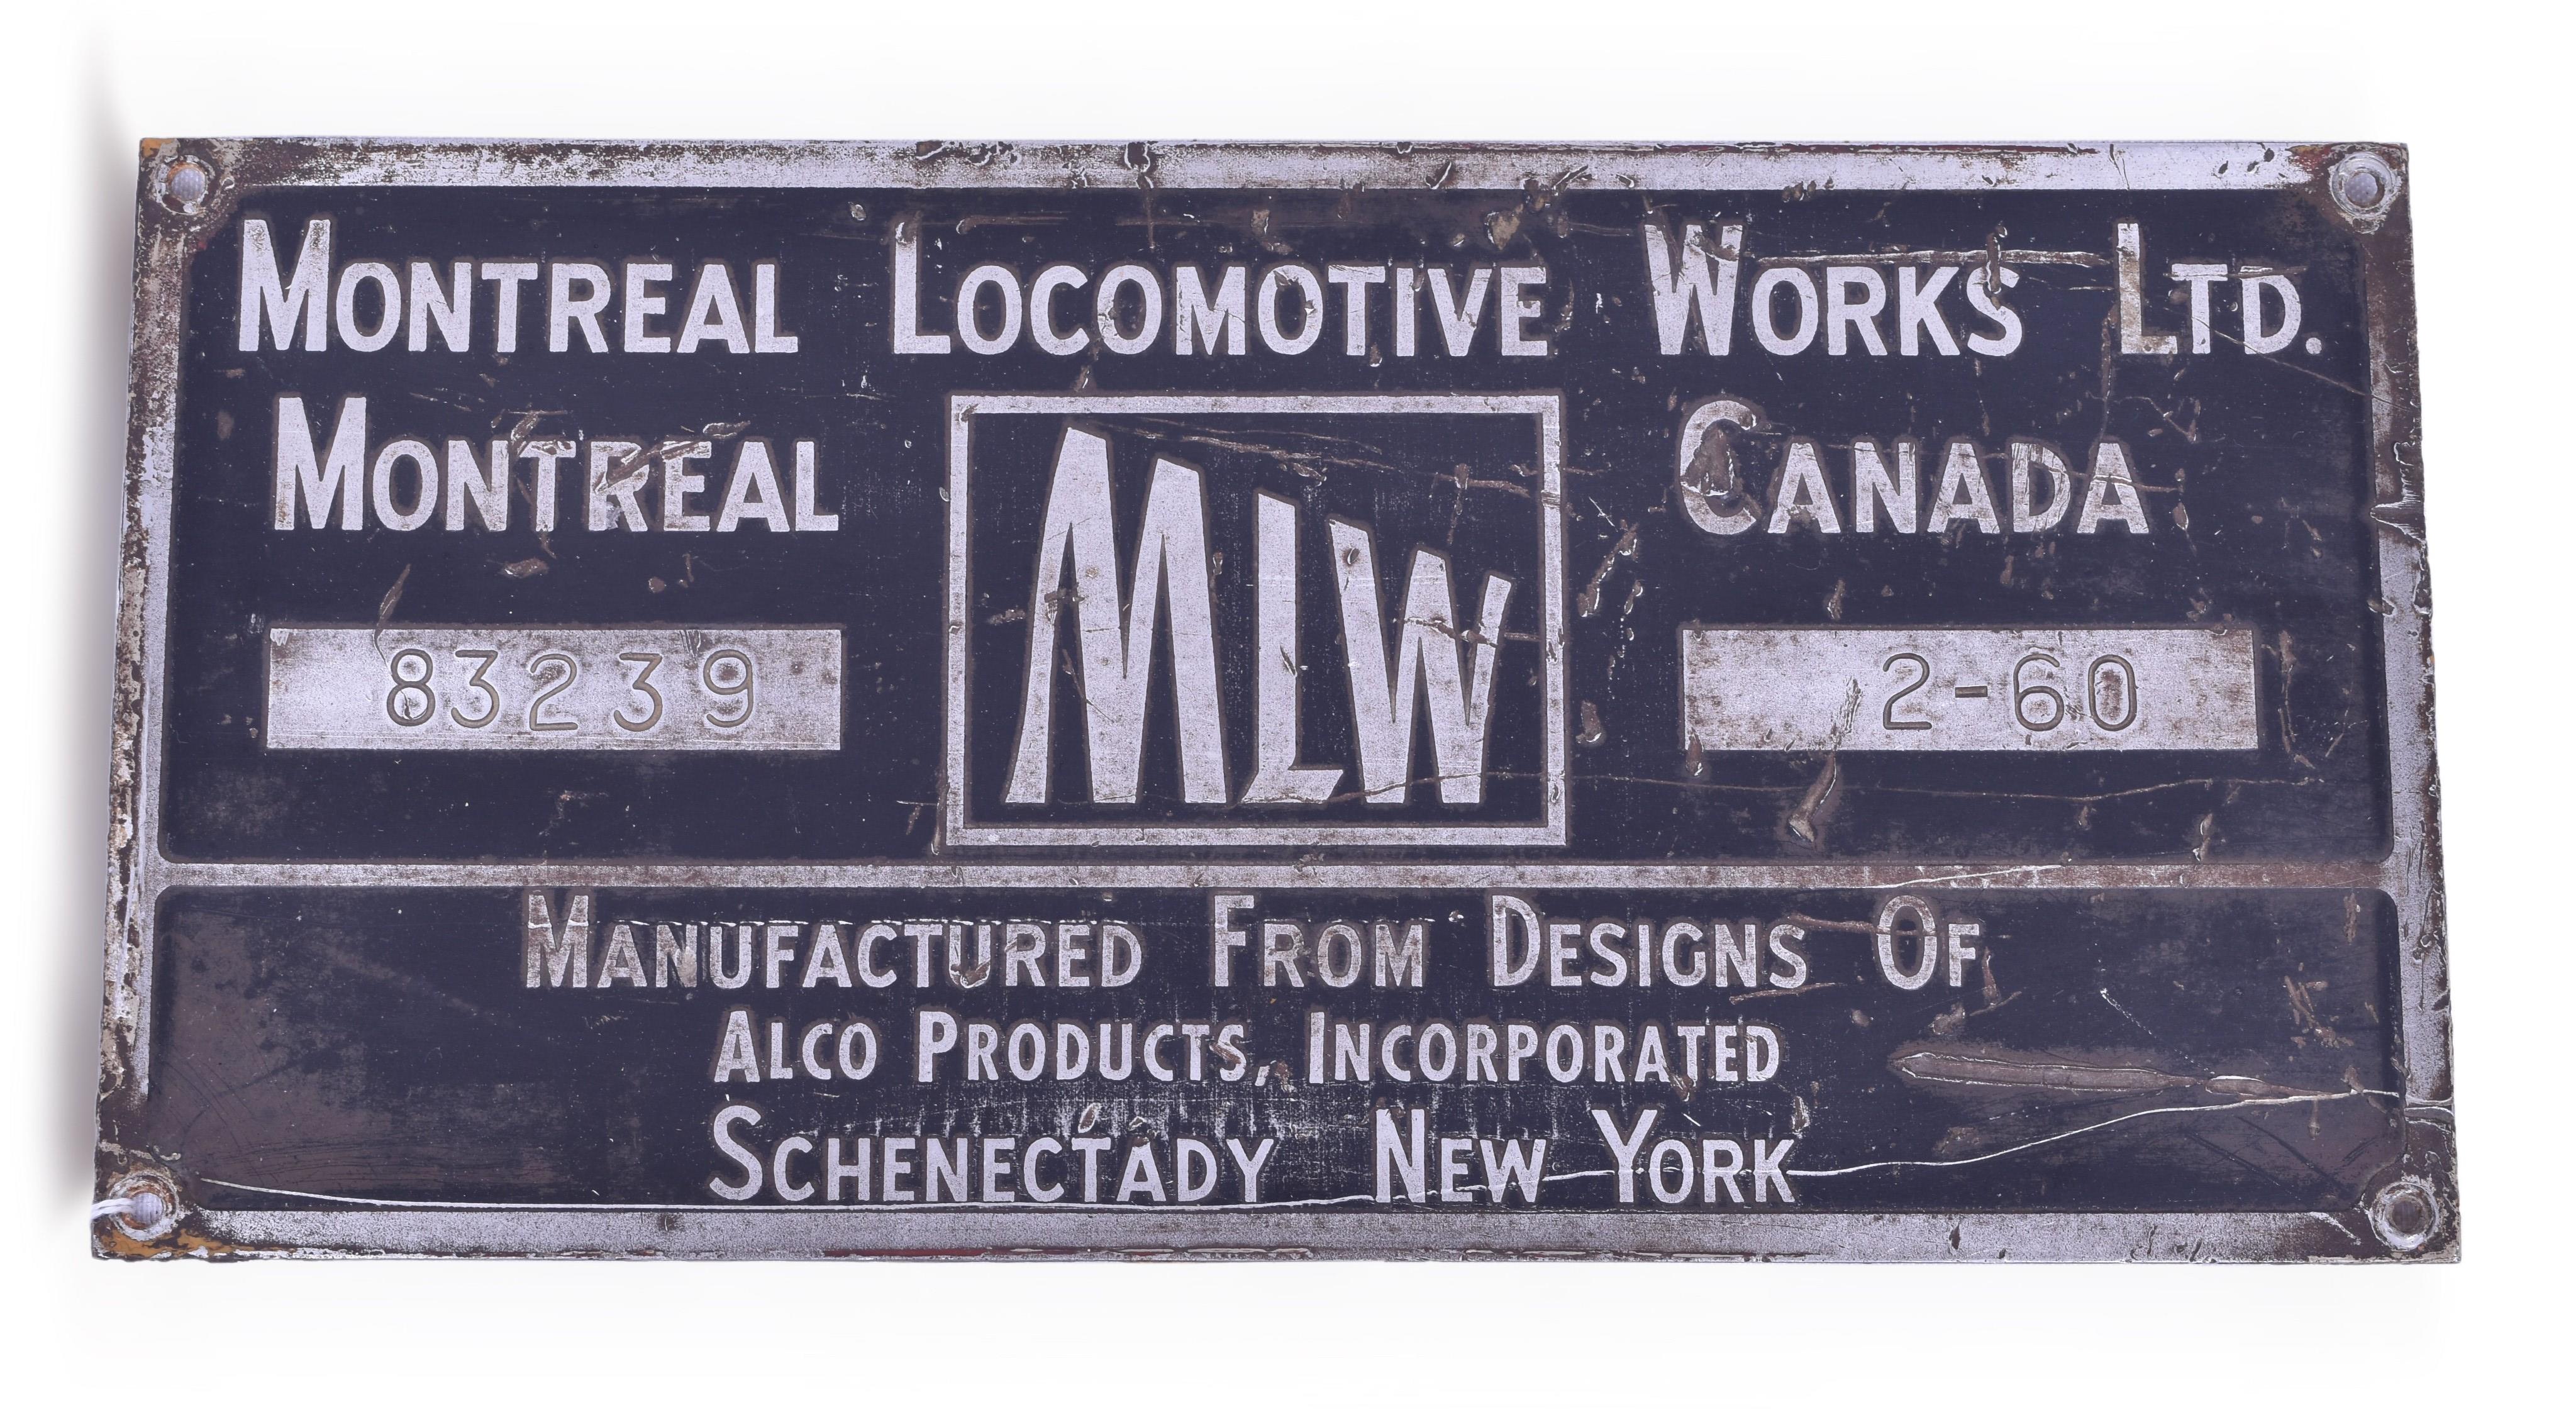 MONTREAL LOCOMOTIVE WORKS LTD.
MONTREAL MLW CANADA
83239 2-60
MANUFACTURED FROM DESIGNS OF
ALCO PRODUCTS, INCORPORATED
SCHENECTADY NEW YORK